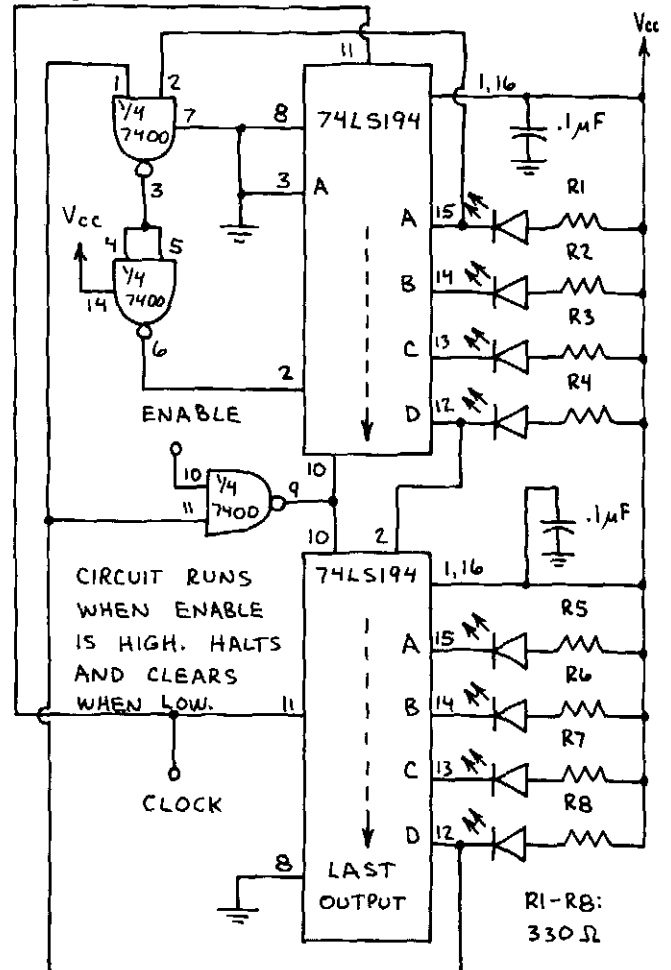 11
Vcc
1
2
1/4
7400
7
8
74LS194
1,16
.1µF
3
3
A
Vcc
4
5
1/4
7400
14
6
2
A
15
R1
B
14
R2
C
13
R3
D
12
R4
ENABLE
10
1/4
7400
11
9
10
10
2
.1µF
74LS194
1,16
CIRCUIT RUNS
WHEN ENABLE
IS HIGH. HALTS
AND CLEARS
WHEN LOW.
11
CLOCK
A
15
R5
B
14
R6
C
13
R7
D
12
R8
8
LAST
OUTPUT
R1-R8:
330 Ω